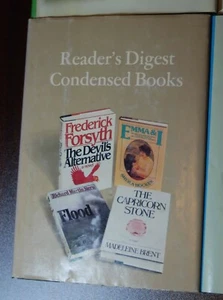 Reader's Digest
Condensed Books
Frederick
Forsyth
The Devil's
Alternative
EMMA & I
Flood
THE
CAPRICORN
STONE
MADELEINE BRENT